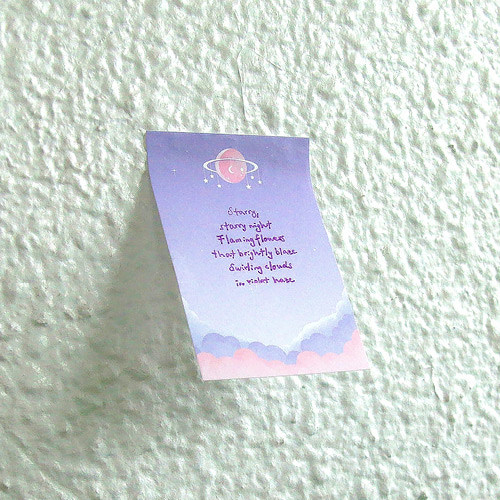 Starry,
starry night
Flaming flowers
that brightly blaze
Swirling clouds
in violet haze